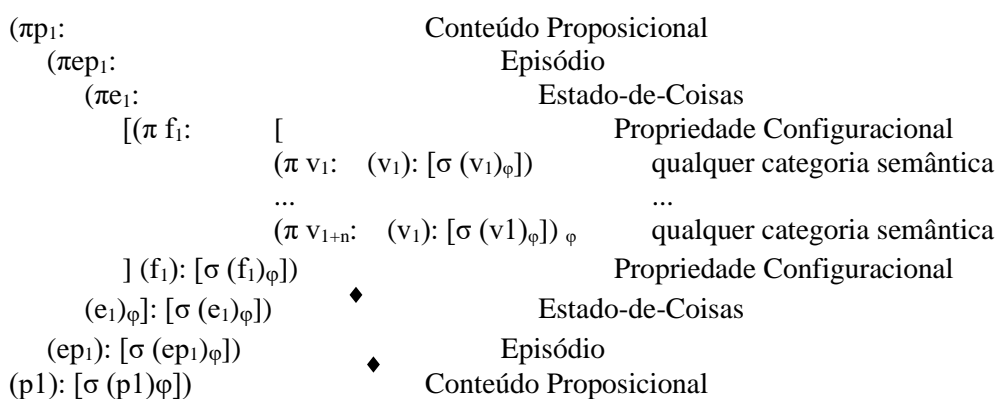 (πp₁: Conteúdo Proposicional
(πep₁: Episódio
(πe₁: Estado-de-Coisas
[(π f₁: [ Propriedade Configuracional
(π v₁: (v₁): [σ (v₁)ᵩ]) qualquer categoria semântica
... ...
(π v₁₊ₙ: (v₁): [σ (v1)ᵩ]) ᵩ qualquer categoria semântica
] (f₁): [σ (f₁)ᵩ]) Propriedade Configuracional
(e₁)ᵩ]: [σ (e₁)ᵩ]) ♦ Estado-de-Coisas
(ep₁): [σ (ep₁)ᵩ]) ♦ Episódio
(p1): [σ (p1)φ]) Conteúdo Proposicional